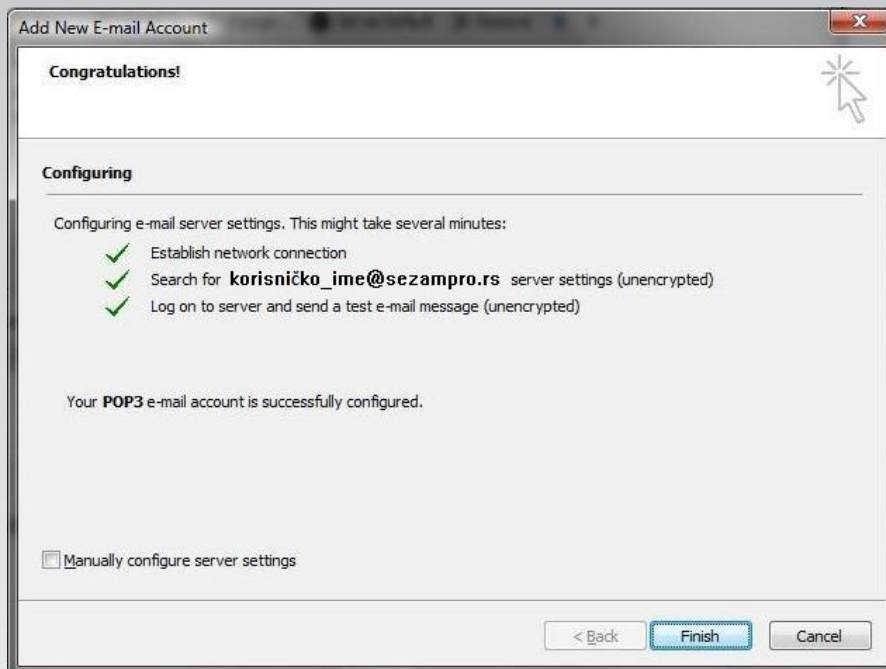 Add New E-mail Account
Congratulations!
Configuring
Configuring e-mail server settings. This might take several minutes:
Establish network connection
Search for korisničko_ime@sezampro.rs server settings (unencrypted)
Log on to server and send a test e-mail message (unencrypted)
Your POP3 e-mail account is successfully configured.
Manually configure server settings
< Back Finish Cancel